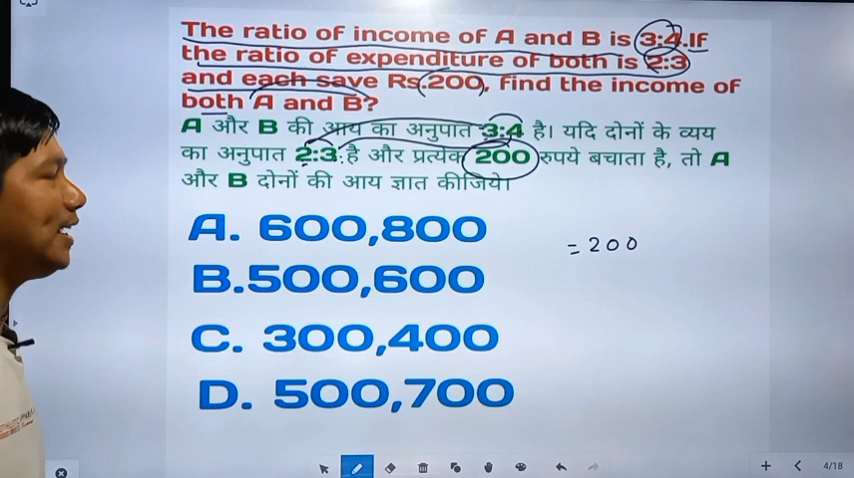 The ratio of income of A and B is 3:4.If
the ratio of expenditure of both is 2:3
and each save Rs.200, find the income of
both A and B?
A और B की आय का अनुपात 3:4 है। यदि दोनों के व्यय
का अनुपात 2:3 है और प्रत्येक 200 रुपये बचाता है, तो A
और B दोनों की आय ज्ञात कीजिये।
A. 600,800
= 200
B.500,600
C. 300,400
D. 500,700
4/18